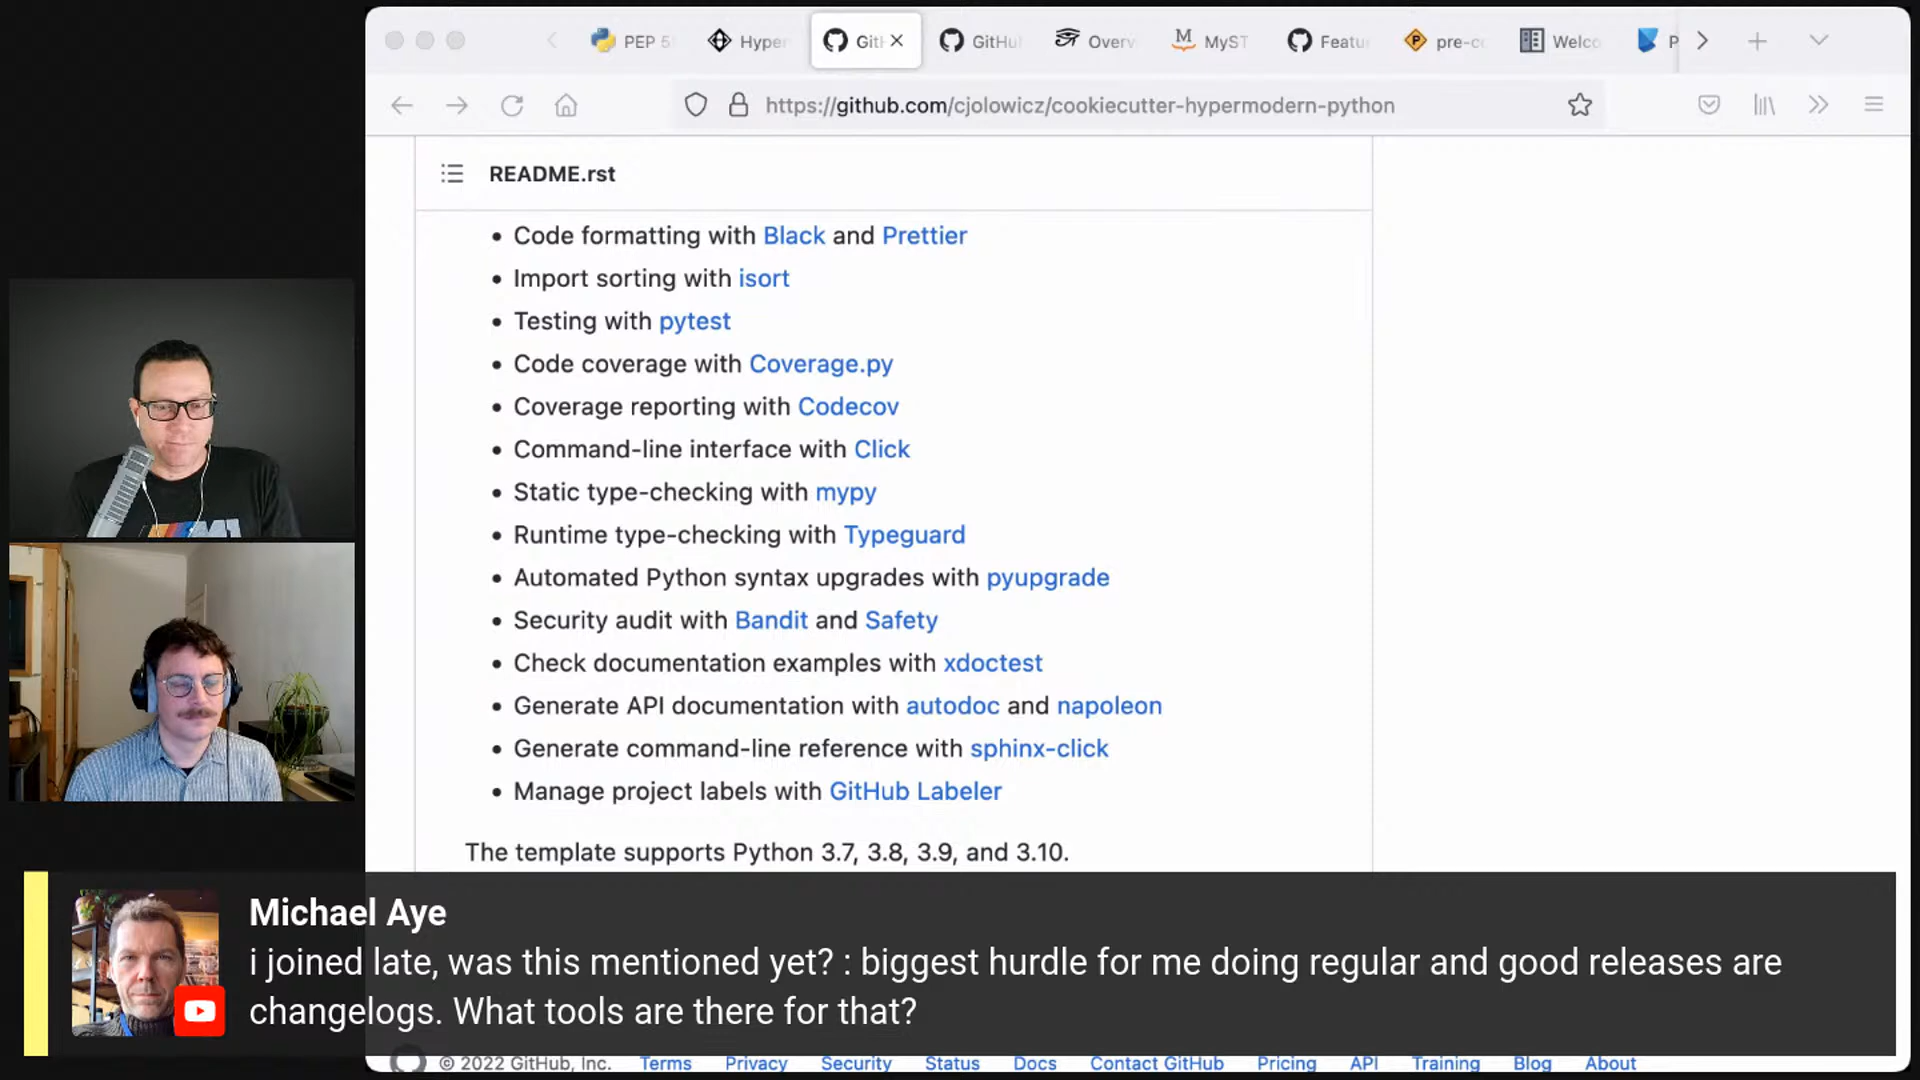 PEP 5
Hyper
Git
GitHu
Overv
M
MyST
Featu
P
pre-c
Welco
P
https://github.com/cjolowicz/cookiecutter-hypermodern-python
README.rst
• Code formatting with Black and Prettier
• Import sorting with isort
• Testing with pytest
• Code coverage with Coverage.py
• Coverage reporting with Codecov
• Command-line interface with Click
• Static type-checking with mypy
• Runtime type-checking with Typeguard
• Automated Python syntax upgrades with pyupgrade
• Security audit with Bandit and Safety
• Check documentation examples with xdoctest
• Generate API documentation with autodoc and napoleon
• Generate command-line reference with sphinx-click
• Manage project labels with GitHub Labeler
The template supports Python 3.7, 3.8, 3.9, and 3.10.
Michael Aye
i joined late, was this mentioned yet? : biggest hurdle for me doing regular and good releases are
changelogs. What tools are there for that?
© 2022 GitHub, Inc. Terms Privacy Security Status Docs Contact GitHub Pricing API Training Blog About